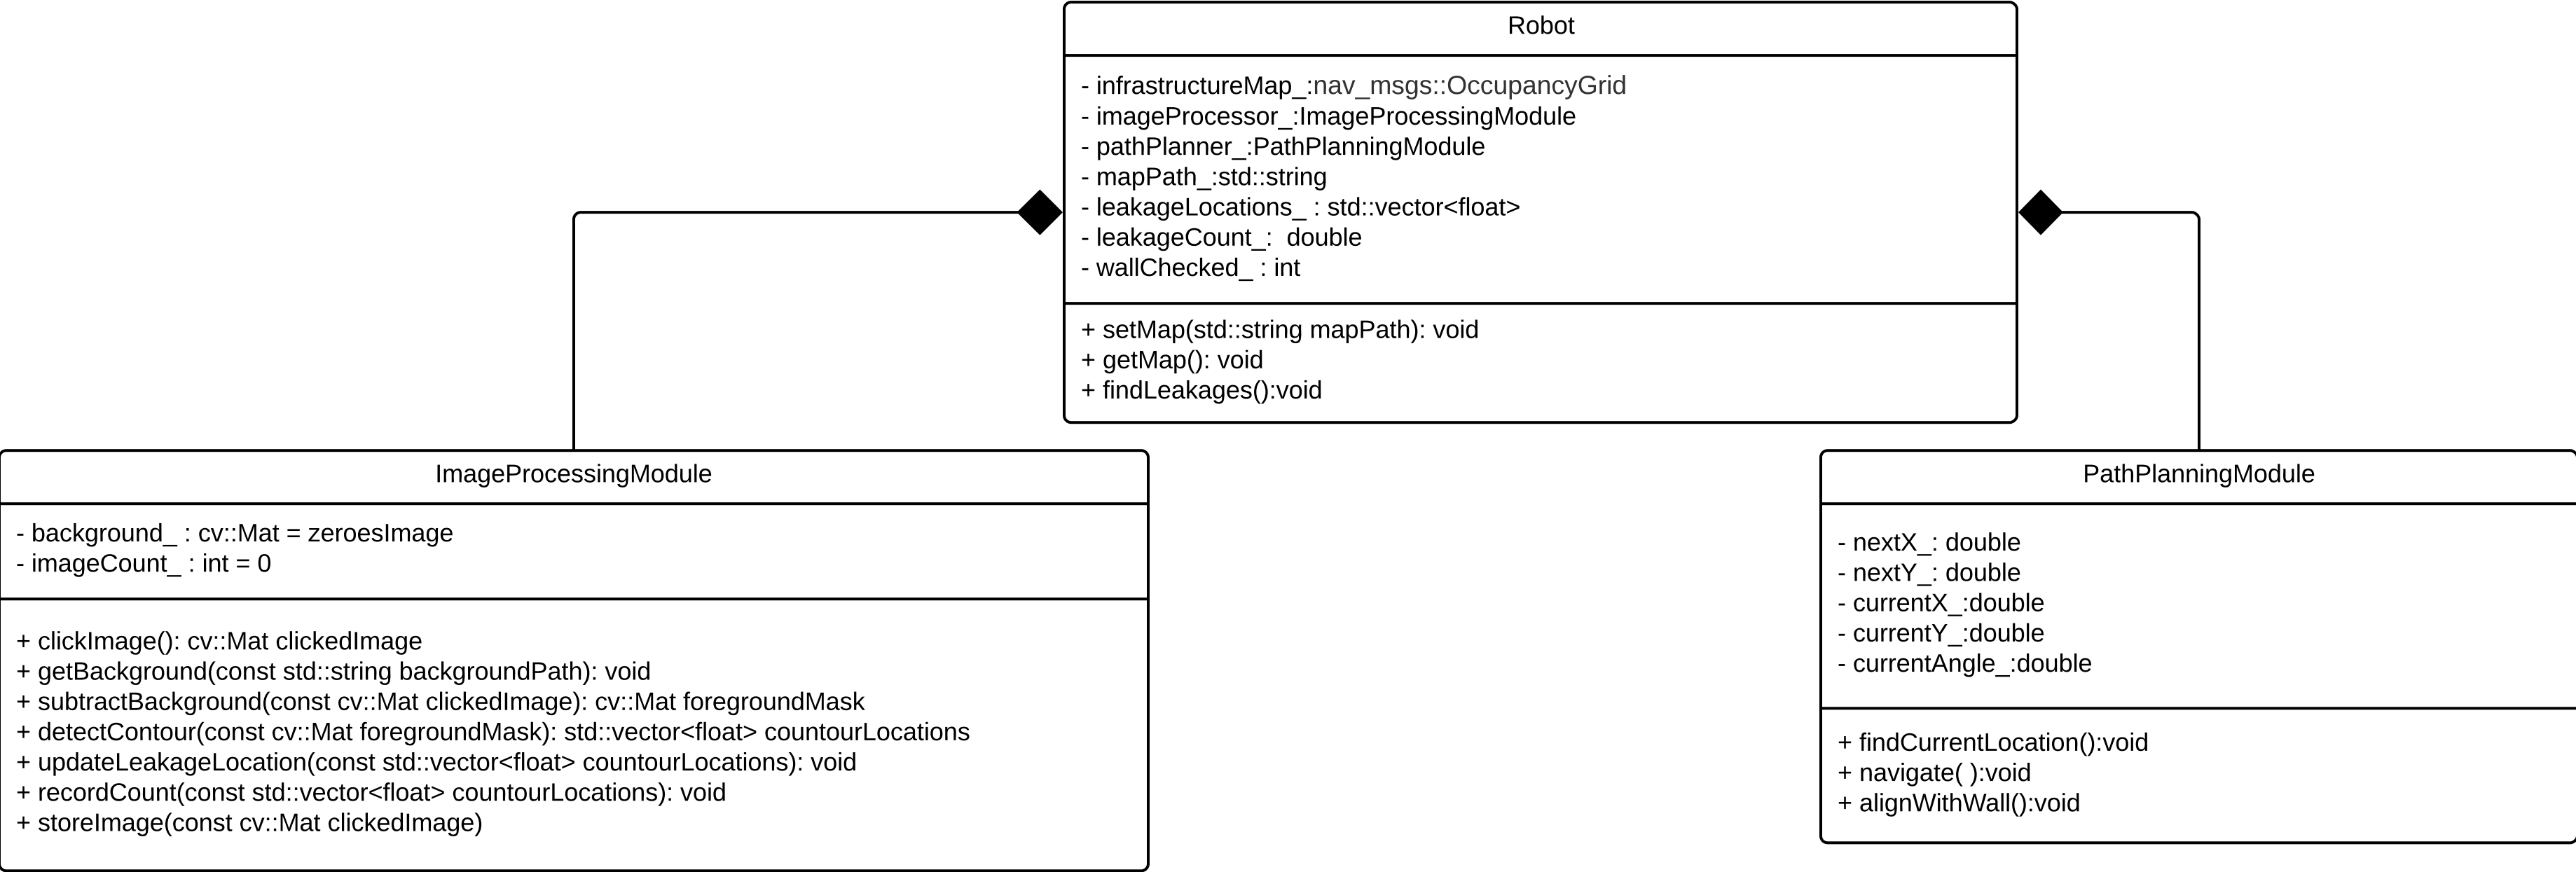 Robot
- infrastructureMap_:nav_msgs::OccupancyGrid
- imageProcessor_:ImageProcessingModule
- pathPlanner_:PathPlanningModule
- mapPath_:std::string
- leakageLocations_ : std::vector<float>
- leakageCount_:  double
- wallChecked_ : int
+ setMap(std::string mapPath): void
+ getMap(): void
+ findLeakages():void
ImageProcessingModule
- background_ : cv::Mat = zeroesImage
- imageCount_ : int = 0
+ clickImage(): cv::Mat clickedImage
+ getBackground(const std::string backgroundPath): void
+ subtractBackground(const cv::Mat clickedImage): cv::Mat foregroundMask
+ detectContour(const cv::Mat foregroundMask): std::vector<float> countourLocations
+ updateLeakageLocation(const std::vector<float> countourLocations): void
+ recordCount(const std::vector<float> countourLocations): void
+ storeImage(const cv::Mat clickedImage)
PathPlanningModule
- nextX_: double
- nextY_: double
- currentX_:double
- currentY_:double
- currentAngle_:double
+ findCurrentLocation():void
+ navigate( ):void
+ alignWithWall():void